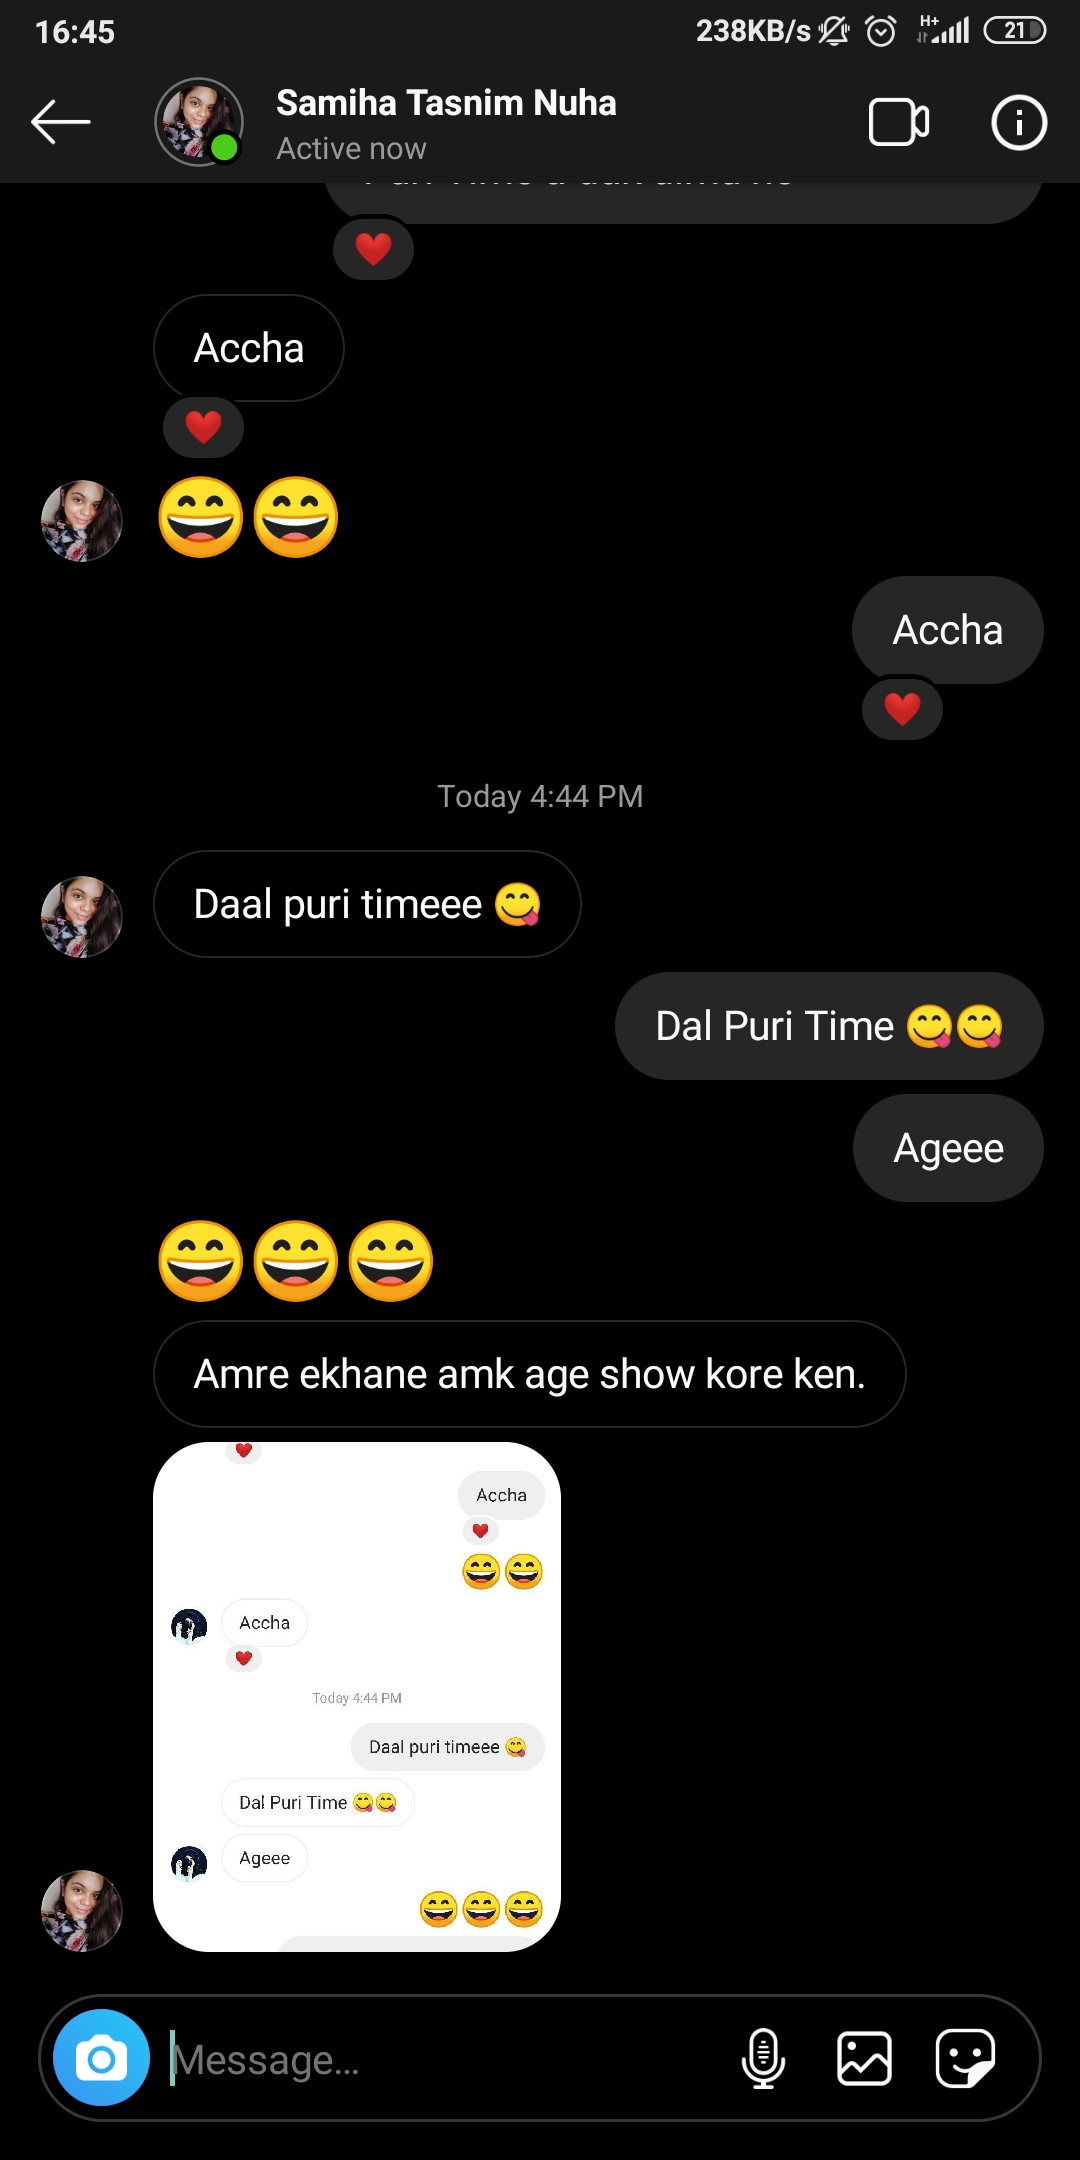 16:45
238KB/s
H+
21
Samiha Tasnim Nuha
Active now
Accha
😄😄
Accha
Today 4:44 PM
Daal puri timeee 😋
Dal Puri Time 😋😋
Ageee
😄😄😄
Amre ekhane amk age show kore ken.
Accha
😄😄
Accha
Today 4:44 PM
Daal puri timeee 😋
Dal Puri Time 😋😋
Ageee
😄😄😄
Message...